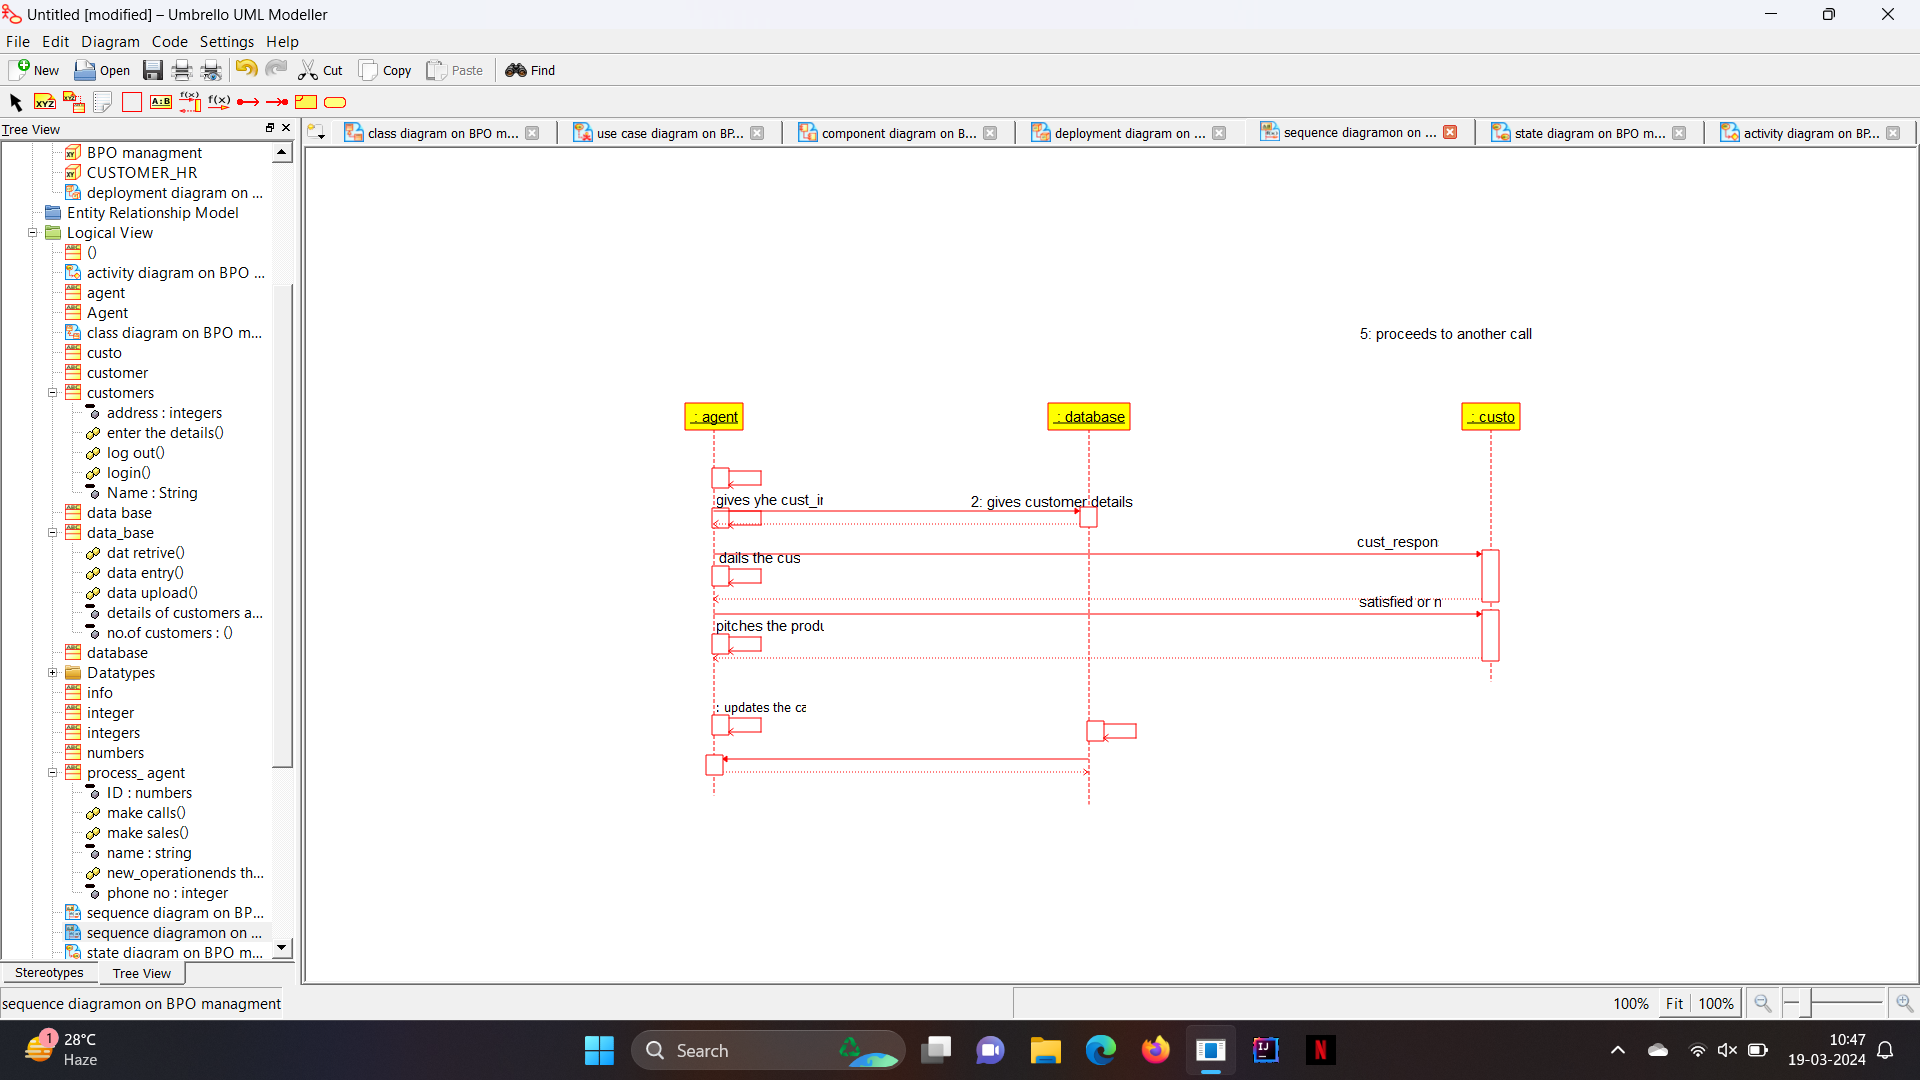 Untitled [modified] – Umbrello UML Modeller
File Edit Diagram Code Settings Help
New Open Cut Copy Paste Find
XYZ A:B f(x) f(x)
Tree View
class diagram on BPO m... use case diagram on BP... component diagram on B... deployment diagram on ... sequence diagramon on ... state diagram on BPO m... activity diagram on BP...
BPO managment
CUSTOMER_HR
deployment diagram on ...
Entity Relationship Model
Logical View
()
activity diagram on BPO ...
agent
Agent
class diagram on BPO m...
custo
customer
customers
address : integers
enter the details()
log out()
login()
Name : String
data base
data_base
dat retrive()
data entry()
data upload()
details of customers a...
no.of customers : ()
database
Datatypes
info
integer
integers
numbers
process_ agent
ID : numbers
make calls()
make sales()
name : string
new_operationends th...
phone no : integer
sequence diagram on BP...
sequence diagramon on ...
state diagram on BPO m...
Stereotypes Tree View
5: proceeds to another call
: agent : database : custo
gives yhe cust_in 2: gives customer details
cust_respon
dails the cus
satisfied or n
pitches the produ
: updates the ca
sequence diagramon on BPO managment
100% Fit 100%
1 28°C
Haze
Search
10:47
19-03-2024